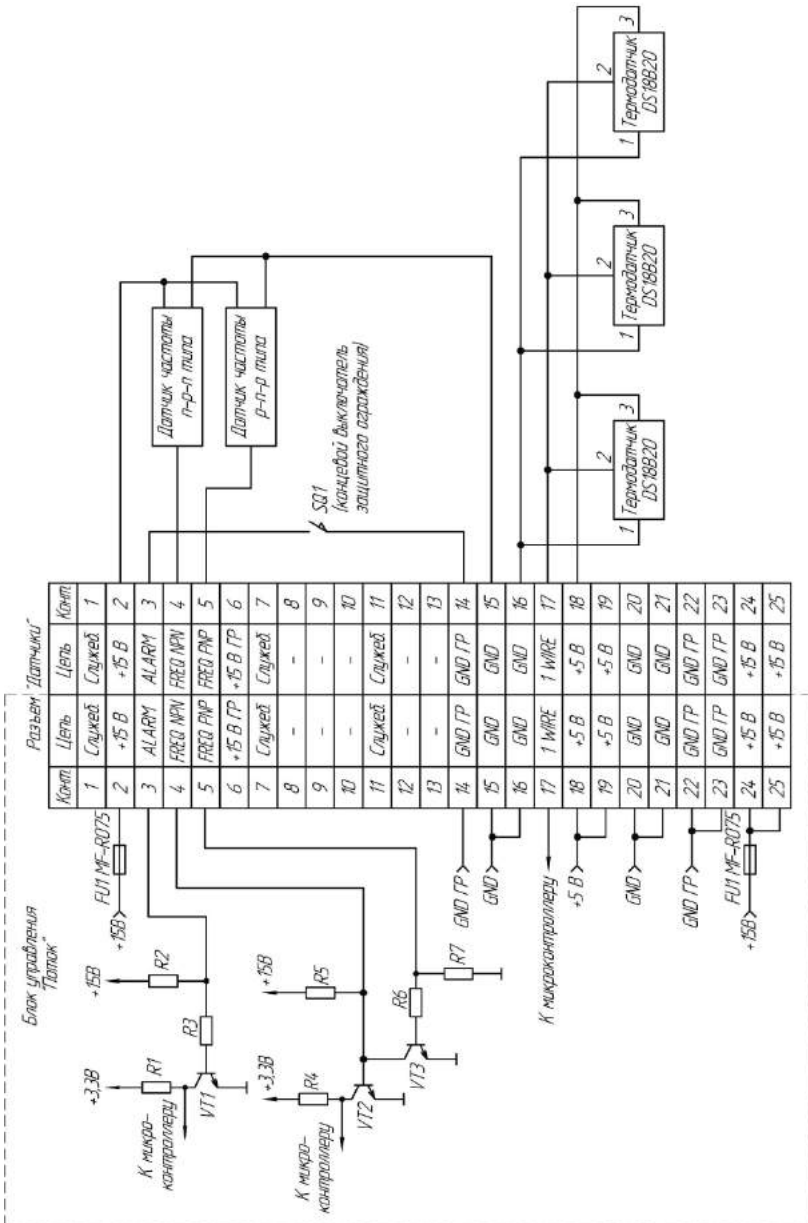 Блок управления
"Поток"
Разъем "Датчики"
Конт. Цепь Цепь Конт.
1 Служеб. Служеб. 1
2 +15 В +15 В 2
3 ALARM ALARM 3
4 FREQ NPN FREQ NPN 4
5 FREQ PNP FREQ PNP 5
6 +15 В ГР +15 В ГР 6
7 Служеб. Служеб. 7
8 – – 8
9 – – 9
10 – – 10
11 Служеб. Служеб. 11
12 – – 12
13 – – 13
14 GND ГР GND ГР 14
15 GND GND 15
16 GND GND 16
17 1 WIRE 1 WIRE 17
18 +5 В +5 В 18
19 +5 В +5 В 19
20 GND GND 20
21 GND GND 21
22 GND ГР GND ГР 22
23 GND ГР GND ГР 23
24 +15 В +15 В 24
25 +15 В +15 В 25
+15В
FU1 MF-R075
+3,3В
R1
+15В
R2
R3
VT1
К микро-
контроллеру
+3,3В
R4
+15В
R5
VT2
VT3
R6
R7
К микро-
контроллеру
GND ГР
GND
К микроконтроллеру
+5 В
GND
GND ГР
+15В
FU1 MF-R075
Датчик частоты
n-p-n типа
Датчик частоты
p-n-p типа
SQ1
(концевой выключатель
защитного ограждения)
1
2
3
Термодатчик
DS18B20
1
2
3
Термодатчик
DS18B20
1
2
3
Термодатчик
DS18B20